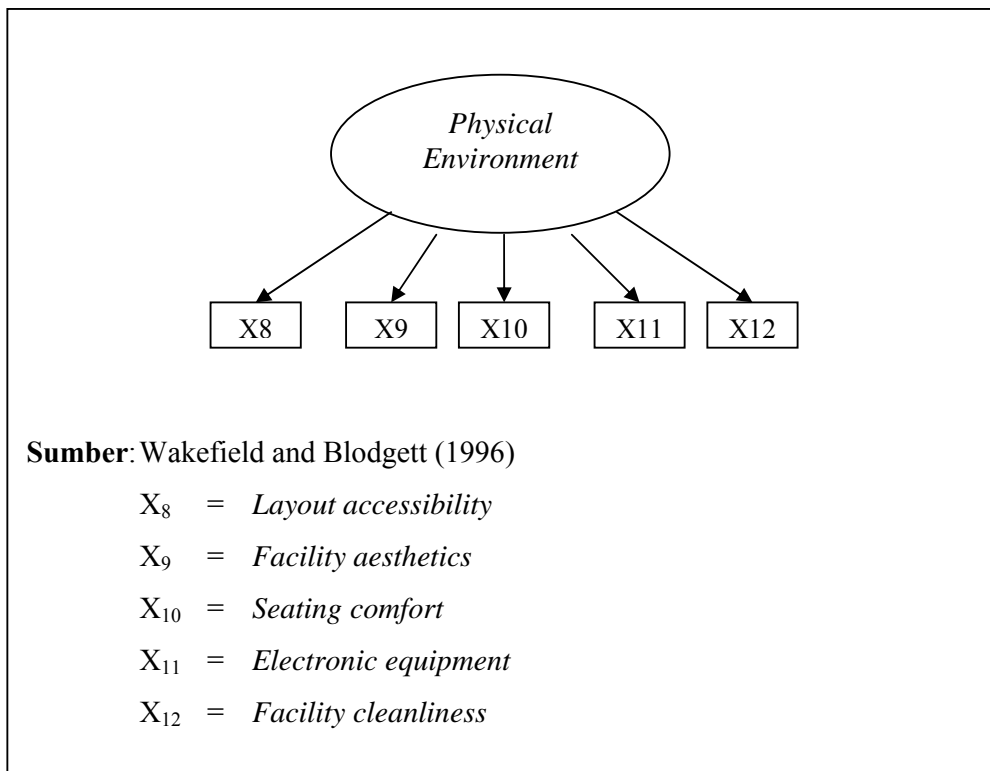 Physical
Environment
X8 X9 X10 X11 X12
Sumber: Wakefield and Blodgett (1996)
X₈ = Layout accessibility
X₉ = Facility aesthetics
X₁₀ = Seating comfort
X₁₁ = Electronic equipment
X₁₂ = Facility cleanliness